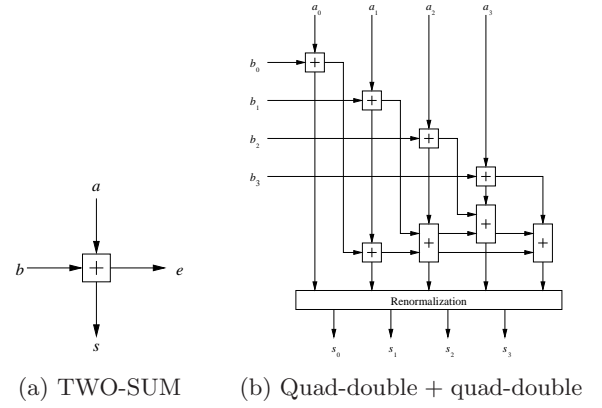 a
b
+
e
s
(a) TWO-SUM
a₀
a₁
a₂
a₃
b₀
+
b₁
+
b₂
+
b₃
+
+
+
+
+
Renormalization
s₀
s₁
s₂
s₃
(b) Quad-double + quad-double